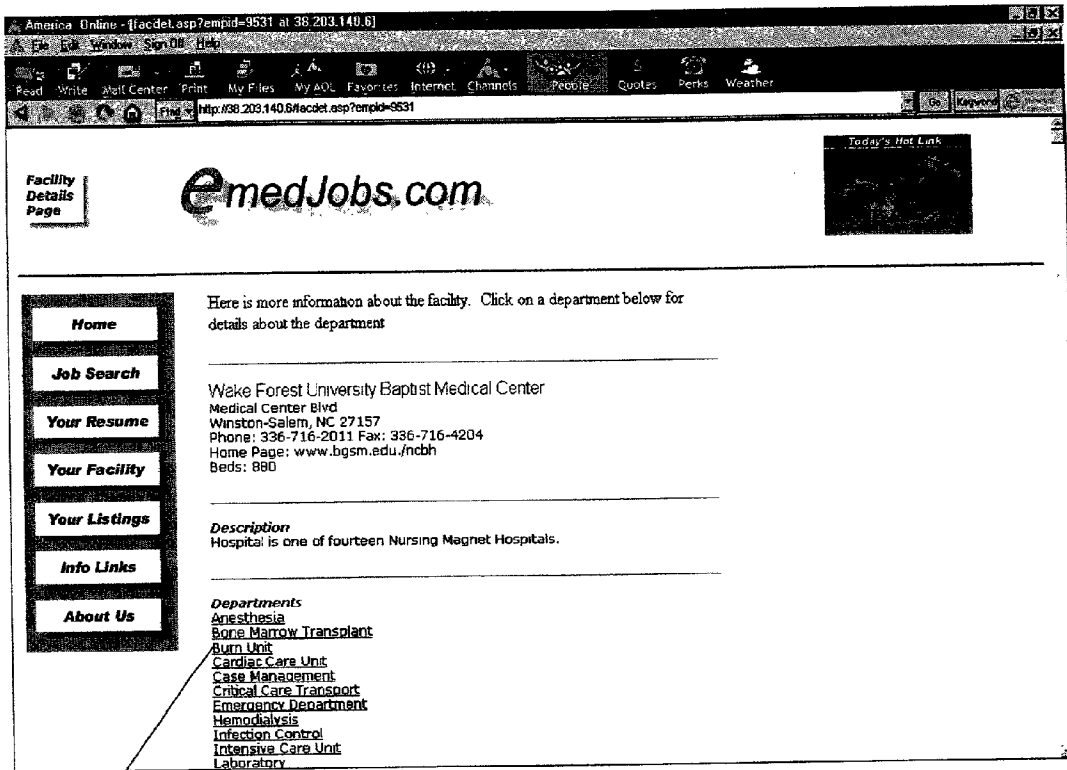 America Online - [facdet.asp?empid=9531 at 38.203.140.6]
File Edit Window Sign Off Help
Read Write Mail Center Print My Files My AOL Favorites Internet Channels People Quotes Perks Weather
Find http://38.203.140.6/facdet.asp?empid=9531 Go Keyword
Today's Hot Link
Facility
Details
Page
emedJobs.com
Home
Job Search
Your Resume
Your Facility
Your Listings
Info Links
About Us
Here is more information about the facility. Click on a department below for
details about the department
Wake Forest University Baptist Medical Center
Medical Center Blvd
Winston-Salem, NC 27157
Phone: 336-716-2011 Fax: 336-716-4204
Home Page: www.bgsm.edu./ncbh
Beds: 880
Description
Hospital is one of fourteen Nursing Magnet Hospitals.
Departments
Anesthesia
Bone Marrow Transplant
Burn Unit
Cardiac Care Unit
Case Management
Critical Care Transport
Emergency Department
Hemodialysis
Infection Control
Intensive Care Unit
Laboratory